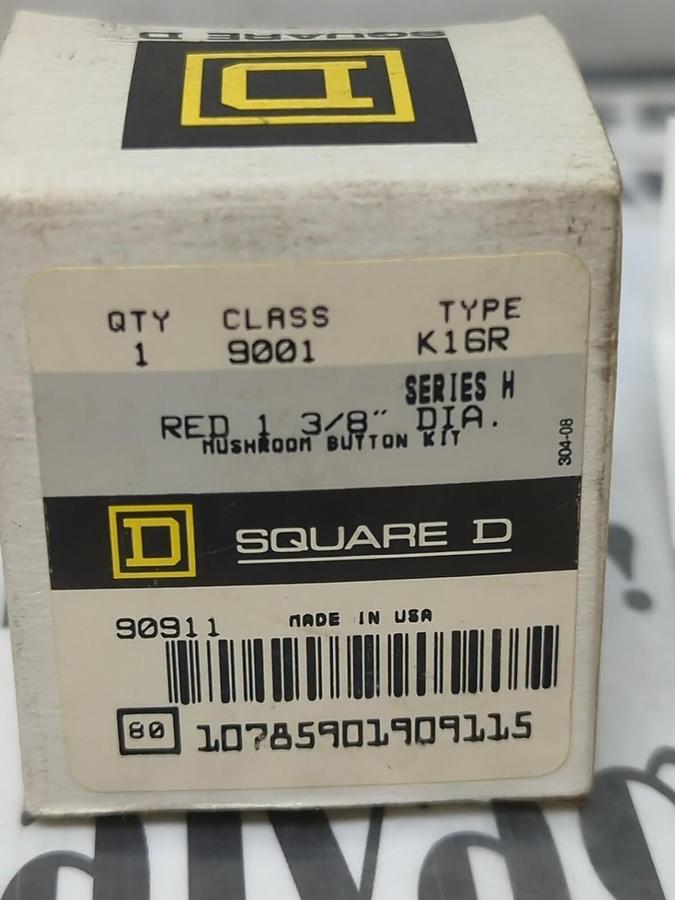 SQUARE D
D
QTY CLASS TYPE
1 9001 K16R
SERIES H
RED 1 3/8" DIA.
MUSHROOM BUTTON KIT
304-08
D SQUARE D
90911 MADE IN USA
80 10785901909115